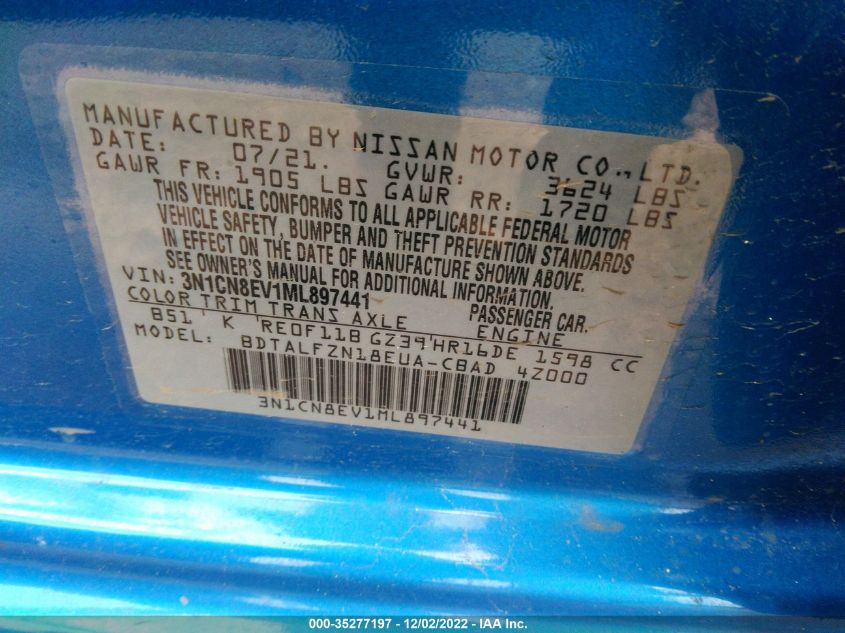 MANUFACTURED BY NISSAN MOTOR CO., LTD.
DATE: 07/21. GVWR: 3624 LBS
GAWR FR: 1905 LBS GAWR RR: 1720 LBS
THIS VEHICLE CONFORMS TO ALL APPLICABLE FEDERAL MOTOR
VEHICLE SAFETY, BUMPER AND THEFT PREVENTION STANDARDS
IN EFFECT ON THE DATE OF MANUFACTURE SHOWN ABOVE.
SEE OWNER'S MANUAL FOR ADDITIONAL INFORMATION.
VIN: 3N1CN8EV1ML897441 PASSENGER CAR.
COLOR TRIM TRANS AXLE ENGINE
B51 K RE0F11B GZ39 HR16DE 1598 CC
MODEL: BDTALFZN18EUA-CBAD 4Z000
3N1CN8EV1ML897441
000-35277197 - 12/02/2022 - IAA Inc.